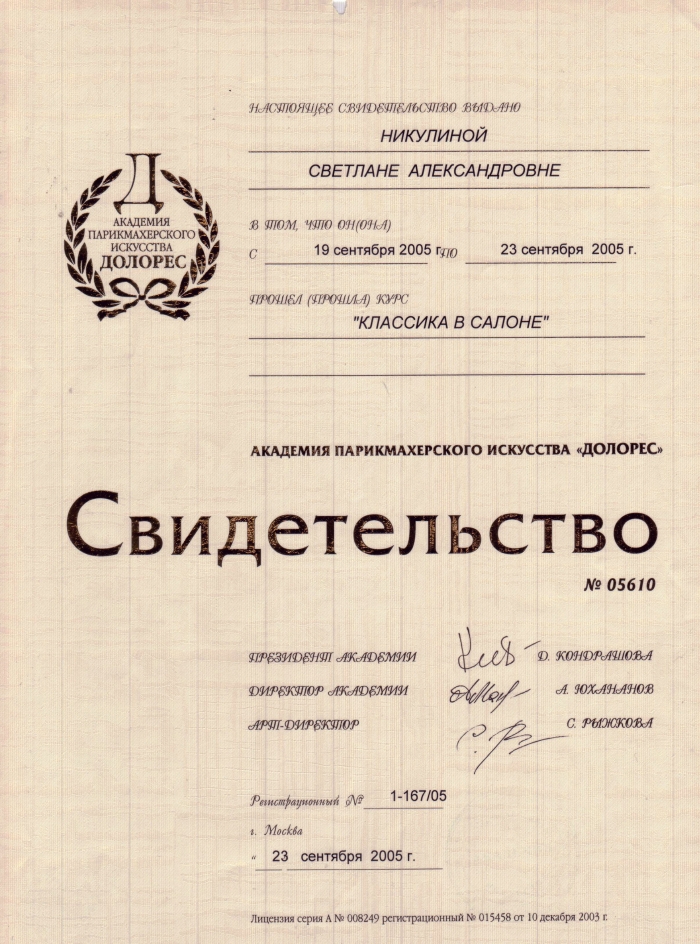 НАСТОЯЩЕЕ СВИДЕТЕЛЬСТВО ВЫДАНО
НИКУЛИНОЙ
СВЕТЛАНЕ АЛЕКСАНДРОВНЕ
Д
АКАДЕМИЯ
ПАРИКМАХЕРСКОГО
ИСКУССТВА
ДОЛОРЕС
В ТОМ, ЧТО ОН(ОНА)
С 19 сентября 2005 г. ПО 23 сентября 2005 г.
ПРОШЕЛ (ПРОШЛА) КУРС
"КЛАССИКА В САЛОНЕ"
АКАДЕМИЯ ПАРИКМАХЕРСКОГО ИСКУССТВА «ДОЛОРЕС»
Свидетельство
№ 05610
ПРЕЗИДЕНТ АКАДЕМИИ Д. КОНДРАШОВА
ДИРЕКТОР АКАДЕМИИ А. ЮХАНАНОВ
АРТ-ДИРЕКТОР С. РЫЖКОВА
Регистрационный № 1-167/05
г. Москва
" 23 сентября 2005 г.
Лицензия серия А № 008249 регистрационный № 015458 от 10 декабря 2003 г.